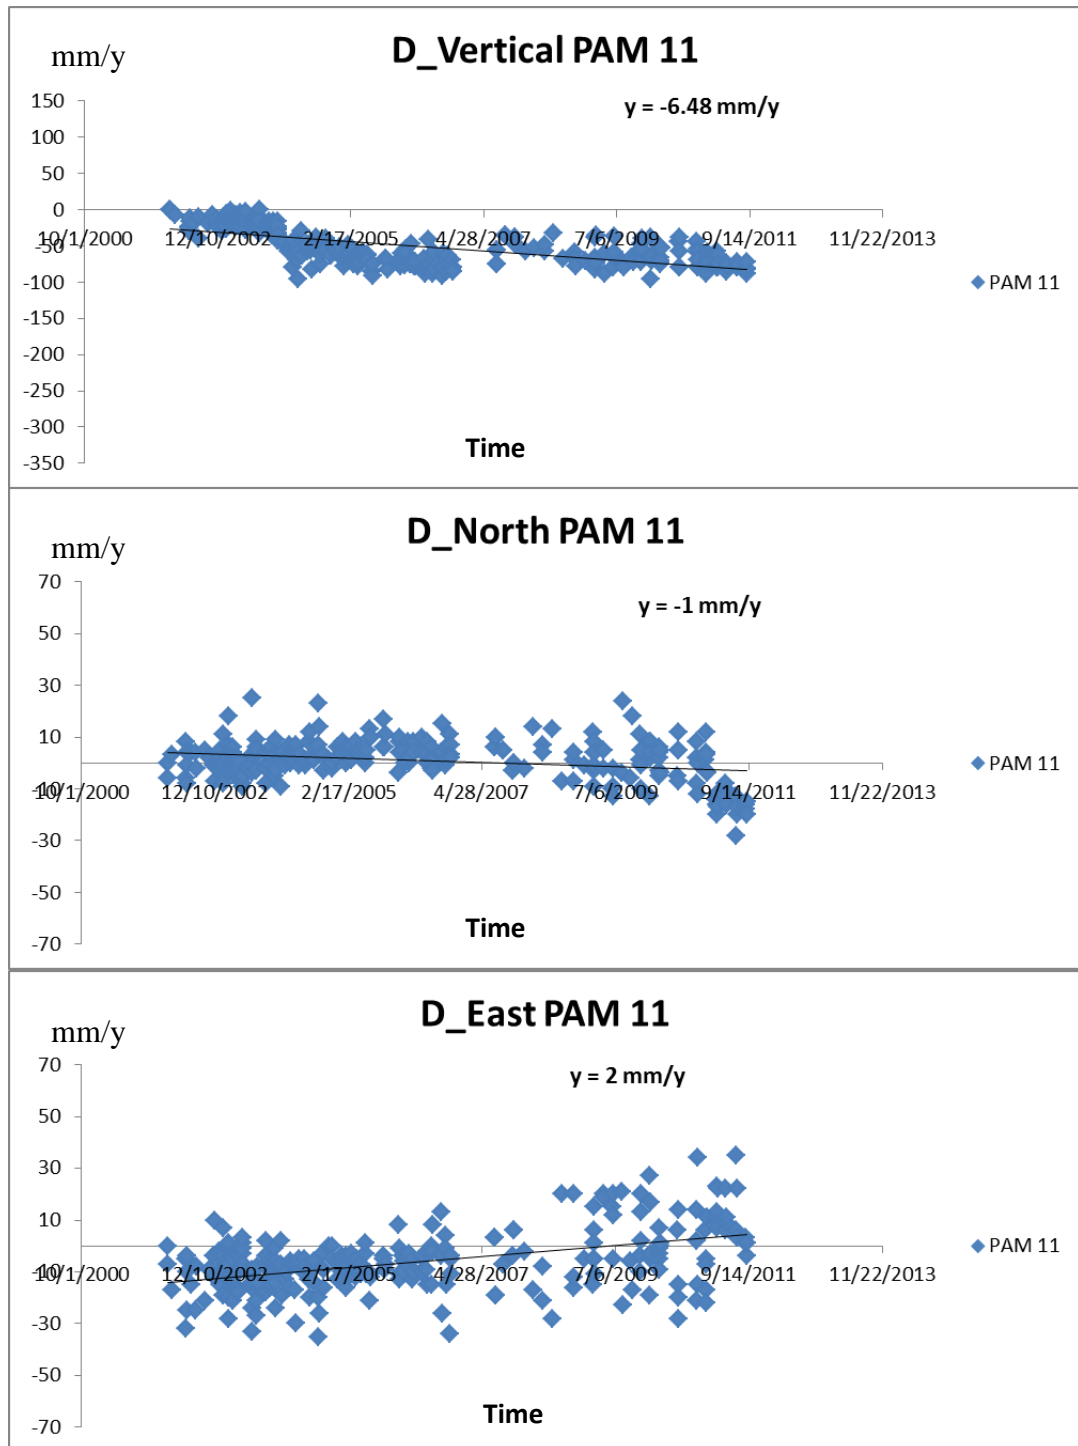 D_Vertical PAM 11
mm/y
y = -6.48 mm/y
150
100
50
0
-50
-100
-150
-200
-250
-300
-350
10/1/2000 12/10/2002 2/17/2005 4/28/2007 7/6/2009 9/14/2011 11/22/2013
PAM 11
Time
D_North PAM 11
mm/y
y = -1 mm/y
70
50
30
10
-10
-30
-50
-70
10/1/2000 12/10/2002 2/17/2005 4/28/2007 7/6/2009 9/14/2011 11/22/2013
PAM 11
Time
D_East PAM 11
mm/y
y = 2 mm/y
70
50
30
10
-10
-30
-50
-70
10/1/2000 12/10/2002 2/17/2005 4/28/2007 7/6/2009 9/14/2011 11/22/2013
PAM 11
Time